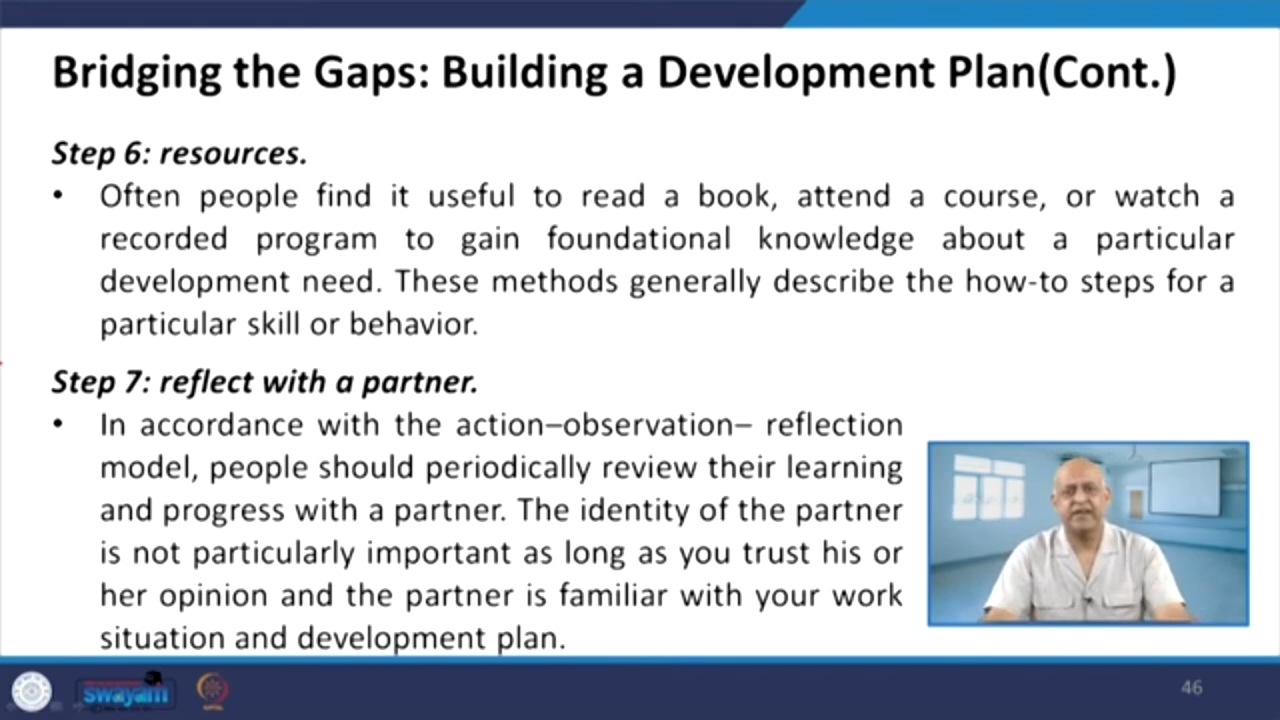 Bridging the Gaps: Building a Development Plan(Cont.)
Step 6: resources.
• Often people find it useful to read a book, attend a course, or watch a
recorded program to gain foundational knowledge about a particular
development need. These methods generally describe the how-to steps for a
particular skill or behavior.
Step 7: reflect with a partner.
• In accordance with the action–observation– reflection
model, people should periodically review their learning
and progress with a partner. The identity of the partner
is not particularly important as long as you trust his or
her opinion and the partner is familiar with your work
situation and development plan.
swayam
46